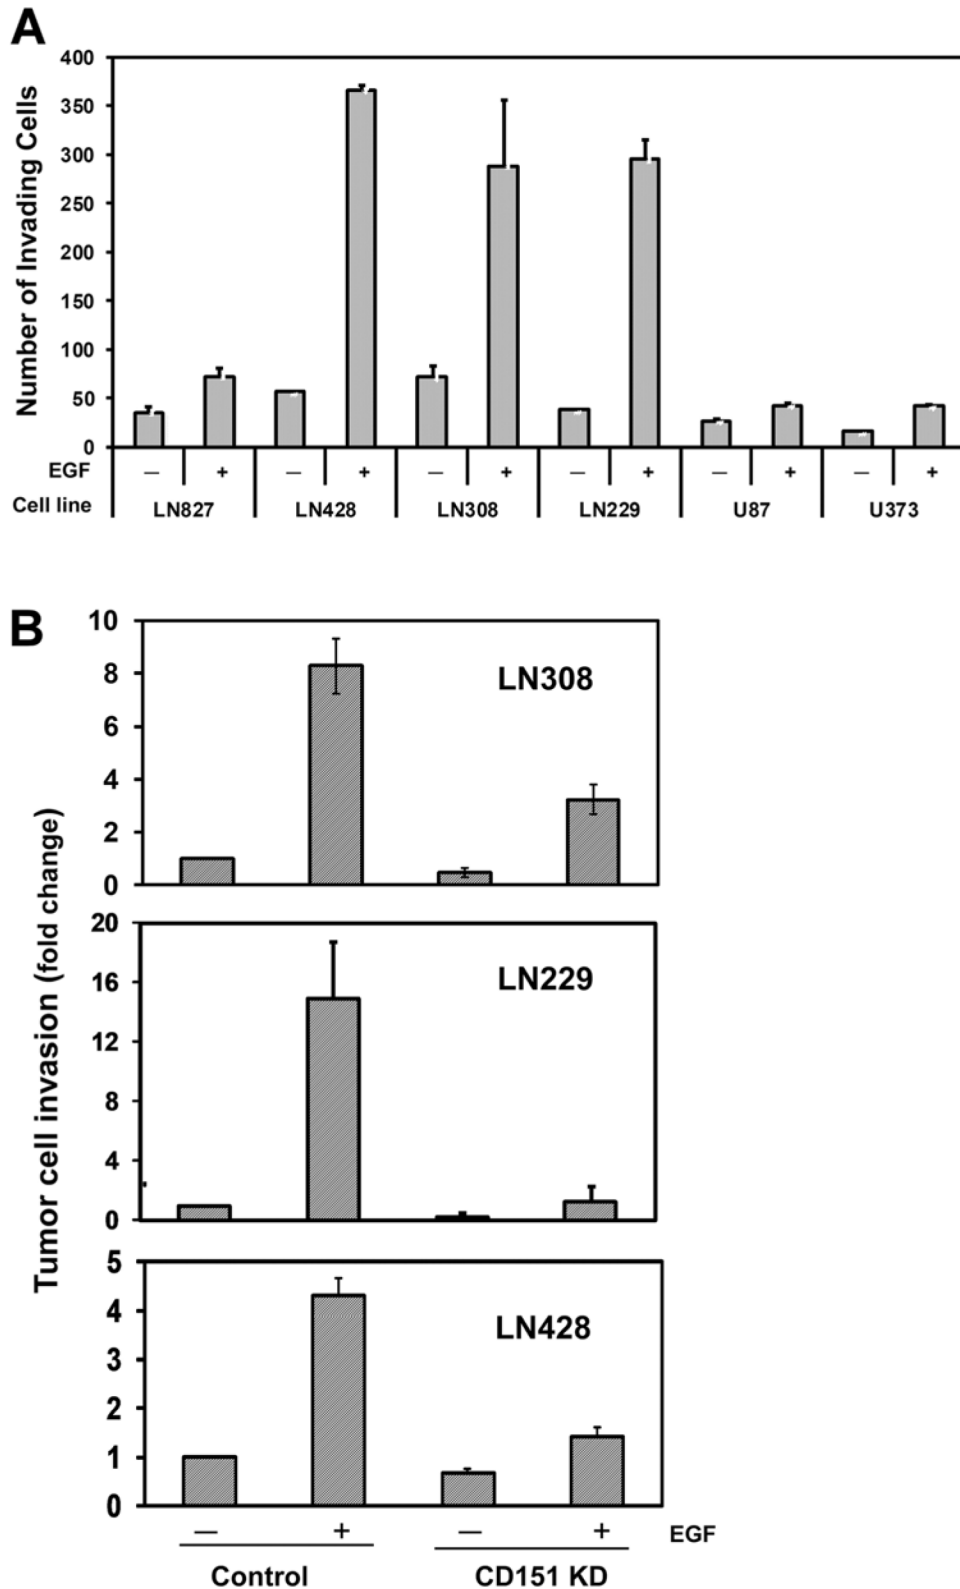 A
Number of Invading Cells
400
350
300
250
200
150
100
50
0
EGF — + — + — + — + — + — +
Cell line LN827 LN428 LN308 LN229 U87 U373
B
Tumor cell invasion (fold change)
10
8
6
4
2
0
LN308
20
16
12
8
4
0
LN229
5
4
3
2
1
0
LN428
— + — + EGF
Control CD151 KD